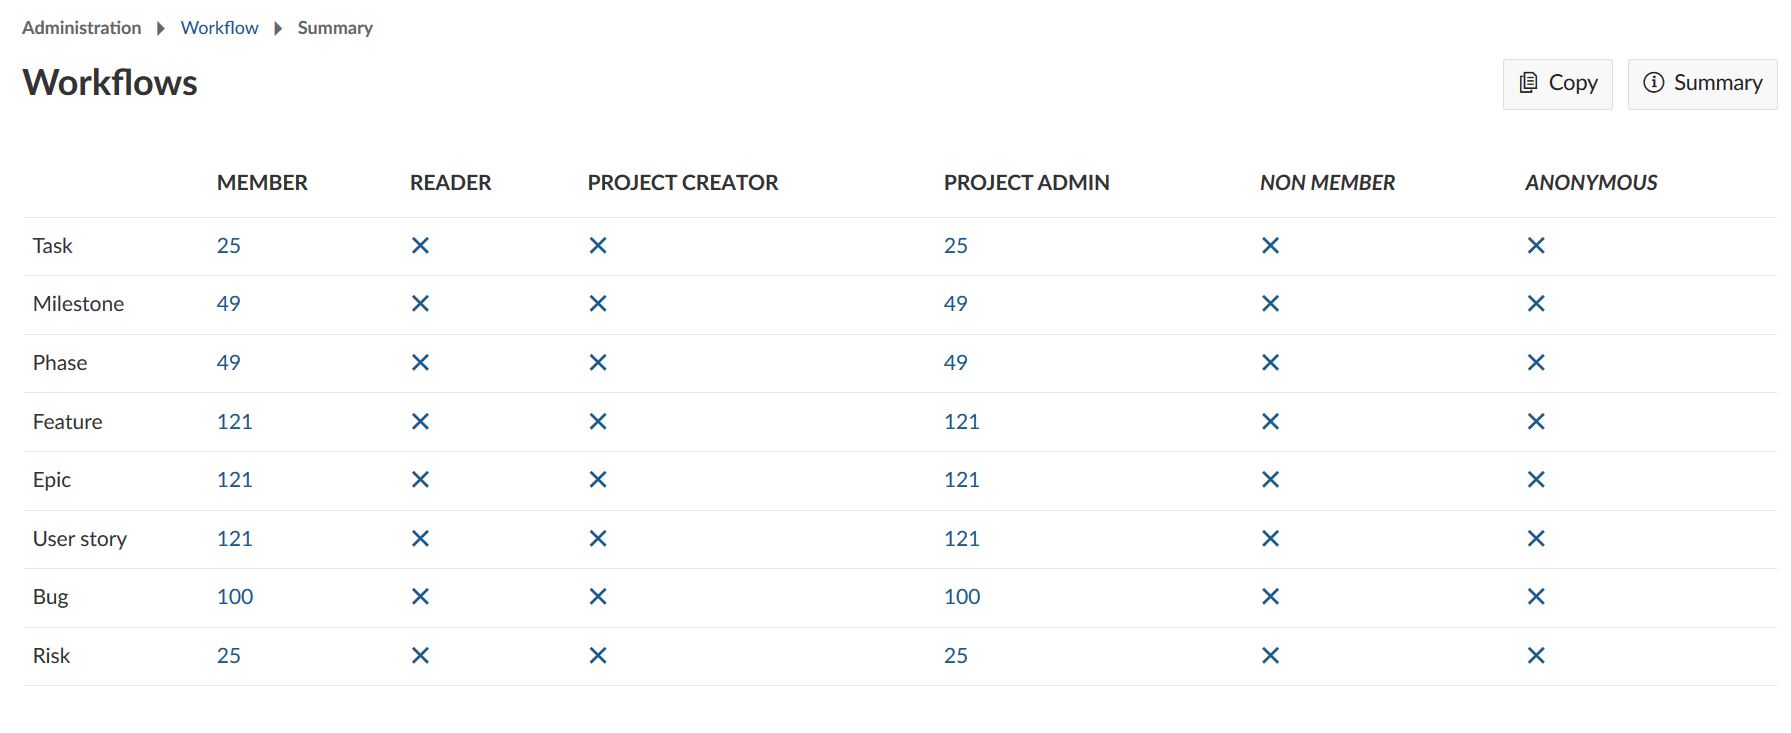 Administration Workflow Summary
Workflows
Copy Summary
MEMBER READER PROJECT CREATOR PROJECT ADMIN NON MEMBER ANONYMOUS
Task 25 25
Milestone 49 49
Phase 49 49
Feature 121 121
Epic 121 121
User story 121 121
Bug 100 100
Risk 25 25